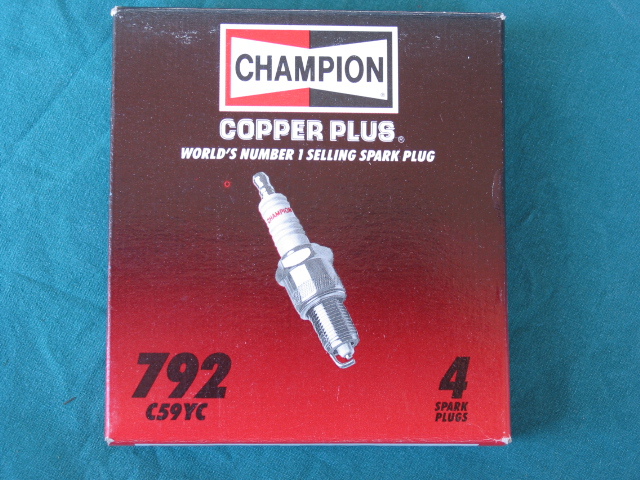 CHAMPION
COPPER PLUS®
WORLD'S NUMBER 1 SELLING SPARK PLUG
CHAMPION
792
C59YC
4
SPARK
PLUGS